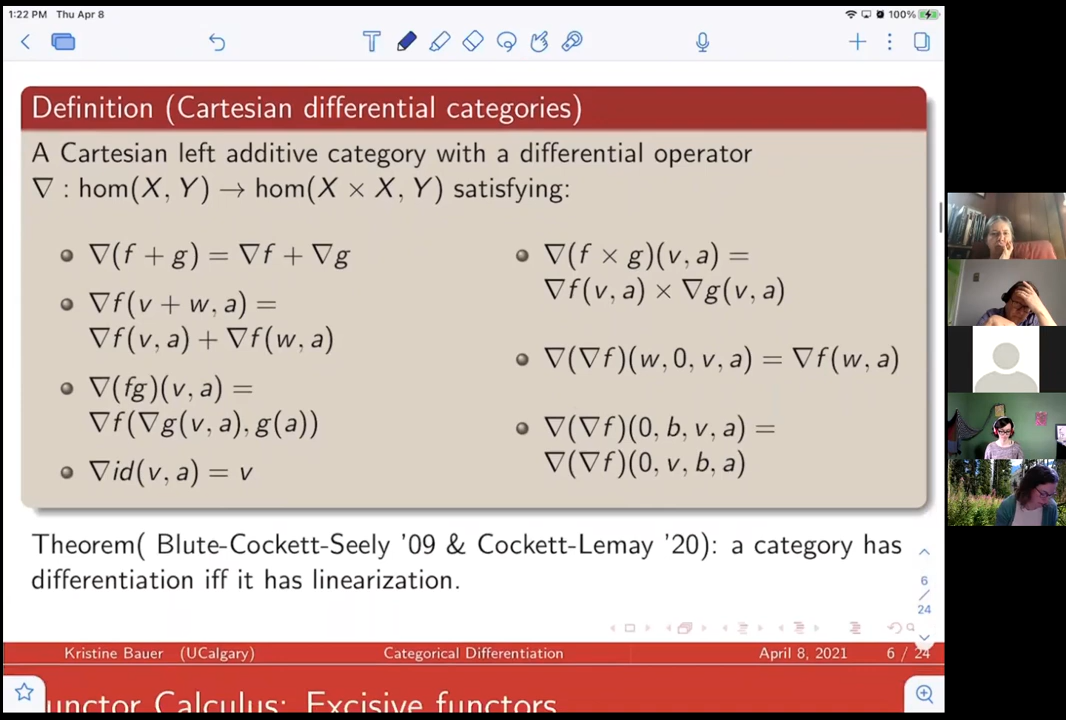 1:22 PM Thu Apr 8
100%
Definition (Cartesian differential categories)
A Cartesian left additive category with a differential operator
∇ : hom(X, Y) → hom(X × X, Y) satisfying:
∇(f + g) = ∇f + ∇g
∇f(v + w, a) =
∇f(v, a) + ∇f(w, a)
∇(fg)(v, a) =
∇f(∇g(v, a), g(a))
∇id(v, a) = v
∇(f × g)(v, a) =
∇f(v, a) × ∇g(v, a)
∇(∇f)(w, 0, v, a) = ∇f(w, a)
∇(∇f)(0, b, v, a) =
∇(∇f)(0, v, b, a)
Theorem( Blute-Cockett-Seely '09 & Cockett-Lemay '20): a category has
differentiation iff it has linearization.
6
/
24
Kristine Bauer (UCalgary) Categorical Differentiation April 8, 2021 6 / 24
unctor Calculus: Excisive functors